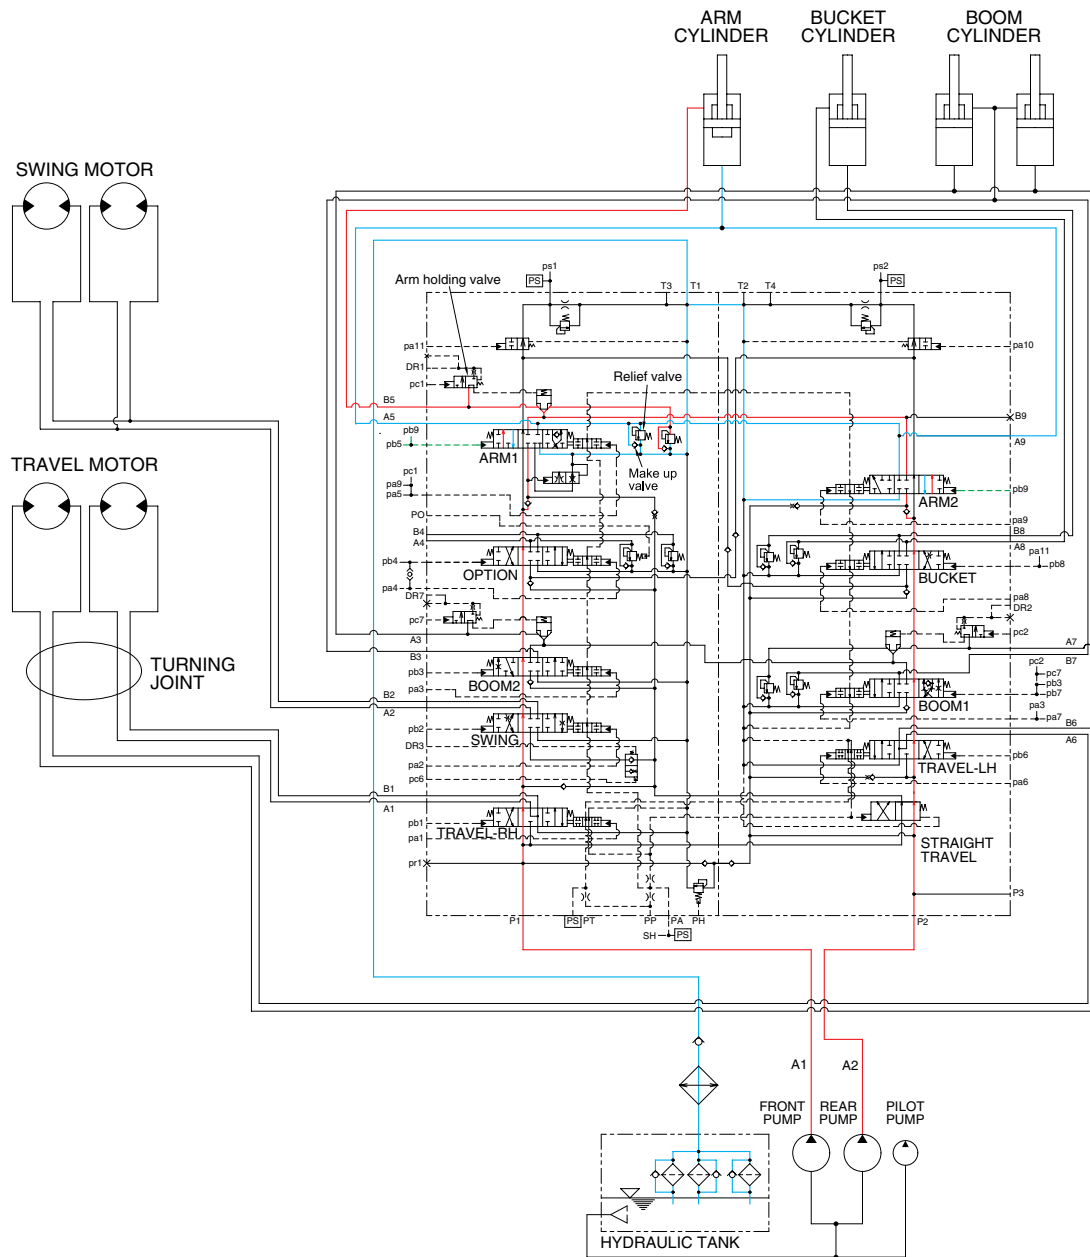 ARM
CYLINDER
BUCKET
CYLINDER
BOOM
CYLINDER
SWING MOTOR
TRAVEL MOTOR
TURNING
JOINT
Arm holding valve
ps1
PS
T3
T1
T2
T4
ps2
PS
pa11
DR1
pc1
B5
A5
pb9
pb5
ARM1
Relief valve
Make up
valve
pc1
pa9
pa5
PO
B4
A4
pb4
OPTION
pa4
DR7
pc7
A3
B3
pb3
BOOM2
pa3
B2
A2
pb2
SWING
DR3
pa2
pc6
B1
A1
pb1
TRAVEL-RH
pa1
pr1
pa10
B9
A9
pb9
ARM2
pa9
B8
A8
pa11
pb8
BUCKET
pa8
DR2
pc2
A7
B7
pc2
pc7
pb3
pb7
BOOM1
pa3
pa7
B6
A6
pb6
TRAVEL-LH
pa6
STRAIGHT
TRAVEL
P3
P1
PS
PT
PP
PA
PH
P2
SH
PS
A1
A2
FRONT
PUMP
REAR
PUMP
PILOT
PUMP
HYDRAULIC TANK